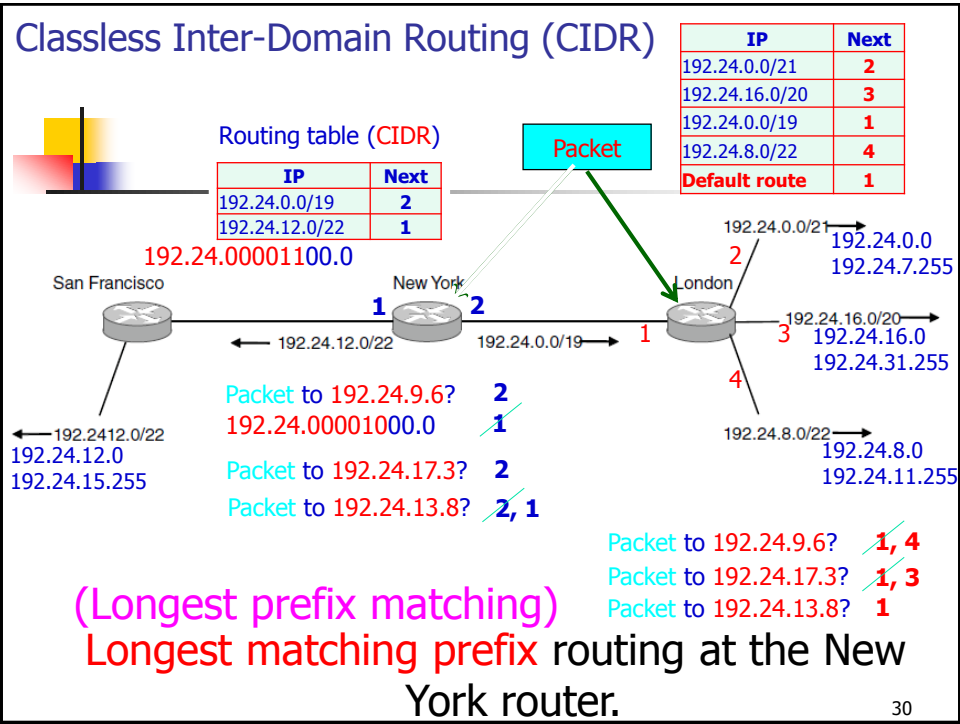 Classless Inter-Domain Routing (CIDR)
IP Next
192.24.0.0/21 2
192.24.16.0/20 3
192.24.0.0/19 1
192.24.8.0/22 4
Default route 1
Routing table (CIDR)
IP Next
192.24.0.0/19 2
192.24.12.0/22 1
192.24.00001100.0
Packet
San Francisco
New York
London
1
2
1
2
3
4
192.24.0.0/21
192.24.0.0
192.24.7.255
192.24.16.0/20
192.24.16.0
192.24.31.255
192.24.12.0/22
192.24.0.0/19
192.24.8.0/22
192.24.8.0
192.24.11.255
192.2412.0/22
192.24.12.0
192.24.15.255
Packet to 192.24.9.6? 2
192.24.00001000.0 1
Packet to 192.24.17.3? 2
Packet to 192.24.13.8? 2, 1
Packet to 192.24.9.6? 1, 4
Packet to 192.24.17.3? 1, 3
Packet to 192.24.13.8? 1
(Longest prefix matching)
Longest matching prefix routing at the New
York router.
30